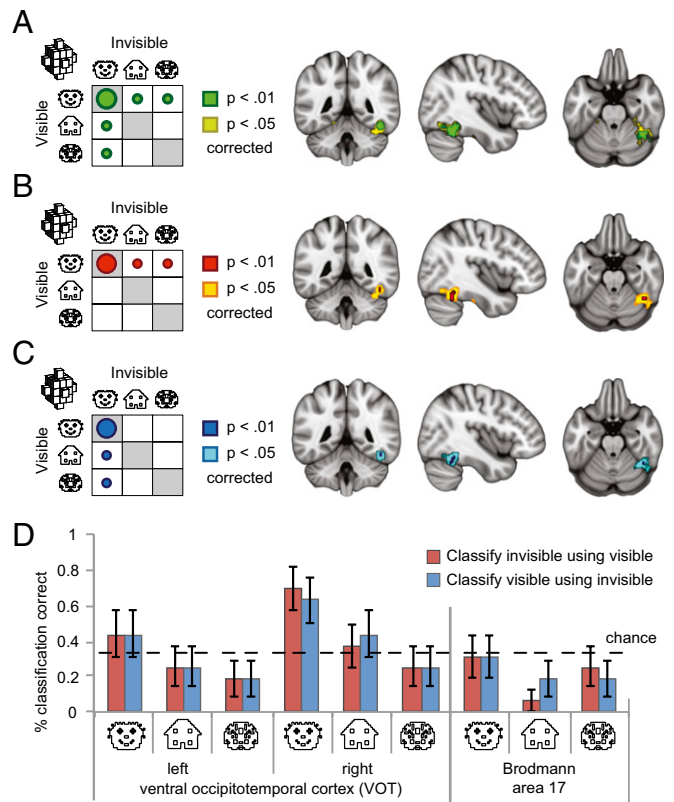 A
Invisible
Visible
p < .01
p < .05
corrected
B
Invisible
Visible
p < .01
p < .05
corrected
C
Invisible
Visible
p < .01
p < .05
corrected
D
% classification correct
1
0.8
0.6
0.4
0.2
0
Classify invisible using visible
Classify visible using invisible
chance
left
right
ventral occipitotemporal cortex (VOT)
Brodmann
area 17